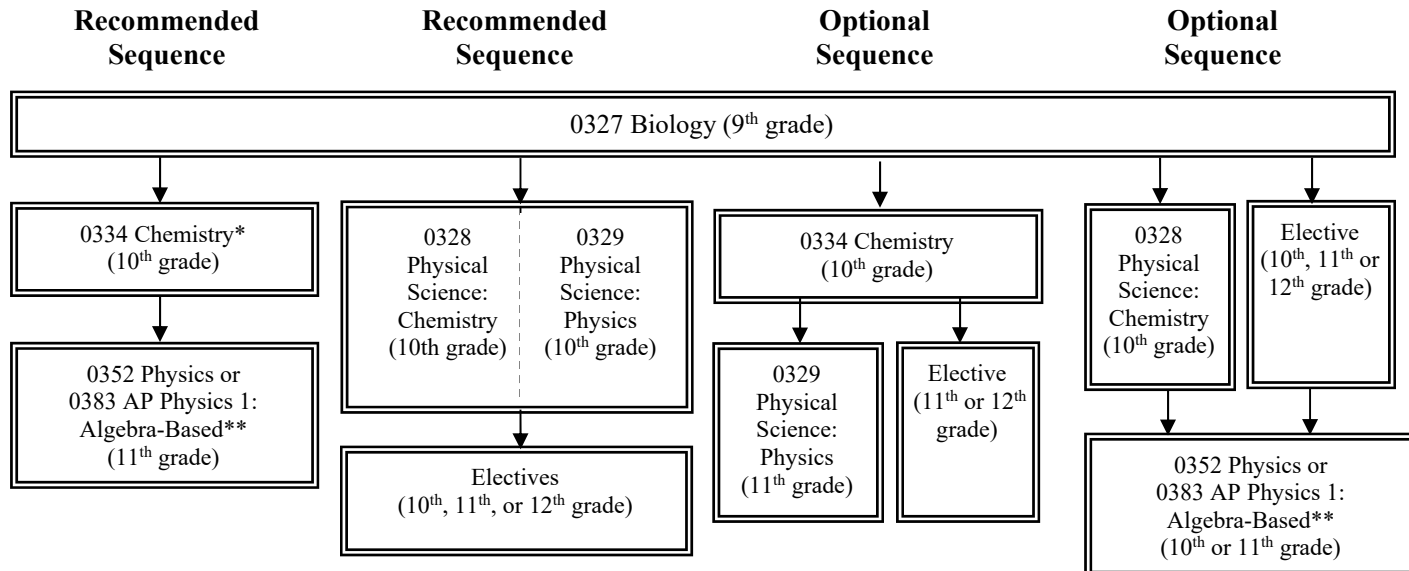 Recommended
Sequence
Recommended
Sequence
Optional
Sequence
Optional
Sequence
0327 Biology (9th grade)
0334 Chemistry*
(10th grade)
0352 Physics or
0383 AP Physics 1:
Algebra-Based**
(11th grade)
0328
Physical
Science:
Chemistry
(10th grade)
0329
Physical
Science:
Physics
(10th grade)
Electives
(10th, 11th, or 12th grade)
0334 Chemistry
(10th grade)
0329
Physical
Science:
Physics
(11th grade)
Elective
(11th or 12th
grade)
0328
Physical
Science:
Chemistry
(10th grade)
Elective
(10th, 11th or
12th grade)
0352 Physics or
0383 AP Physics 1:
Algebra-Based**
(10th or 11th grade)